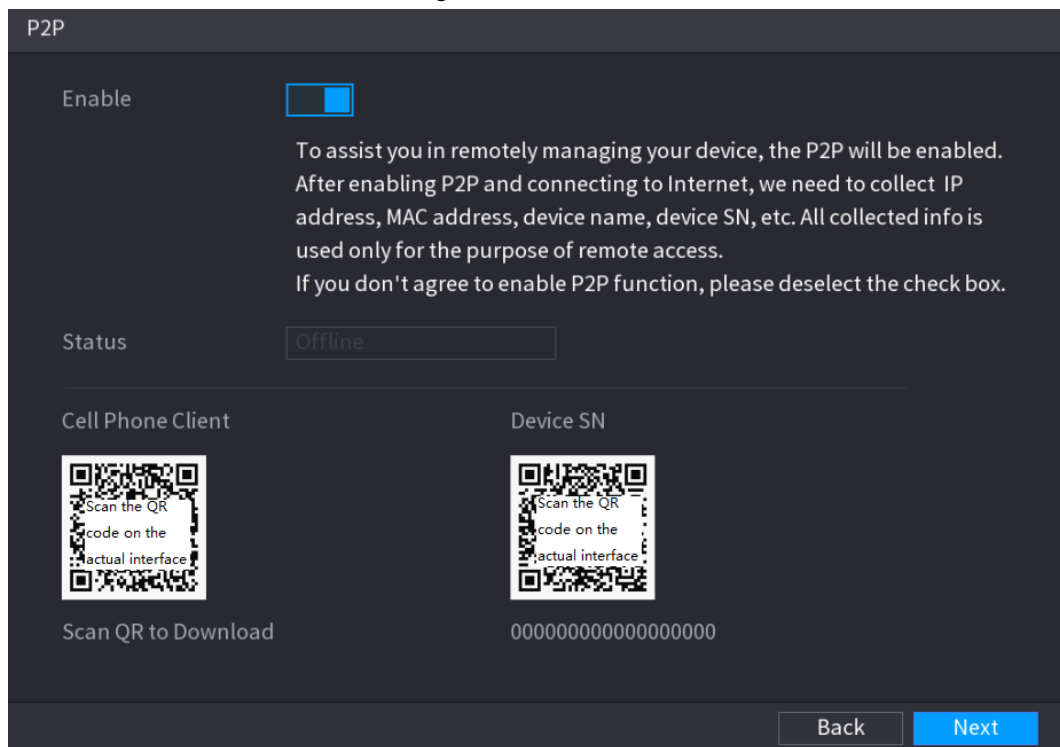 P2P
Enable
To assist you in remotely managing your device, the P2P will be enabled.
After enabling P2P and connecting to Internet, we need to collect IP
address, MAC address, device name, device SN, etc. All collected info is
used only for the purpose of remote access.
If you don't agree to enable P2P function, please deselect the check box.
Status
Offline
Cell Phone Client
Device SN
Scan the QR
code on the
actual interface
Scan the QR
code on the
actual interface
Scan QR to Download
000000000000000000
Back
Next